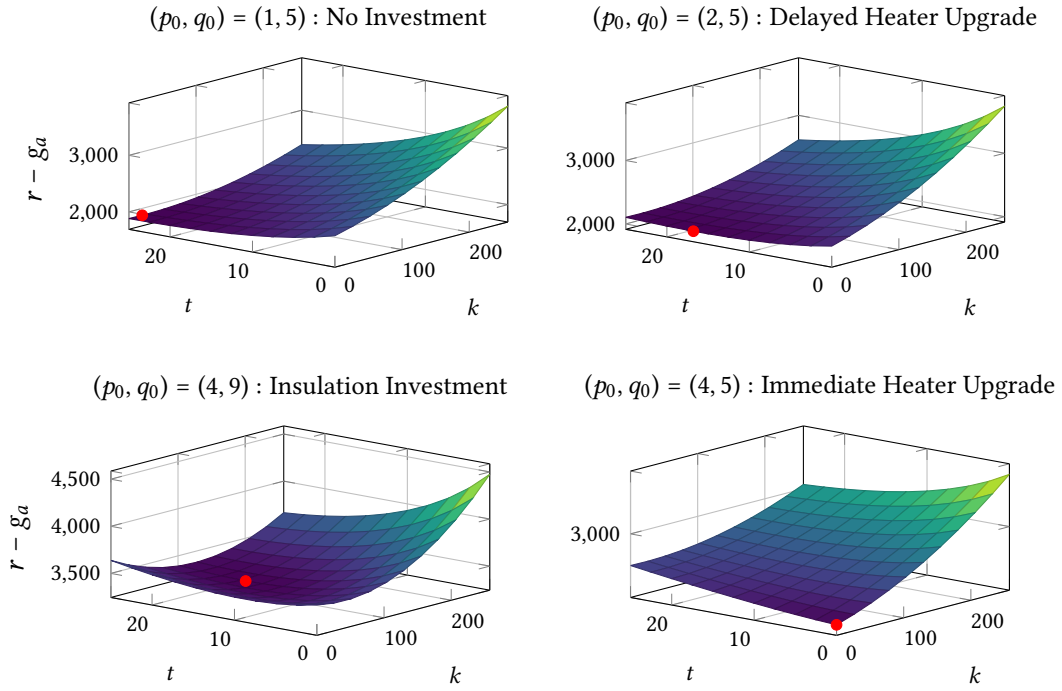 (p₀, q₀) = (1, 5) : No Investment
3,000
2,000
r − gₐ
20
10
0
0
100
200
t
k
(p₀, q₀) = (2, 5) : Delayed Heater Upgrade
3,000
2,000
20
10
0
0
100
200
t
k
(p₀, q₀) = (4, 9) : Insulation Investment
4,500
4,000
3,500
r − gₐ
20
10
0
0
100
200
t
k
(p₀, q₀) = (4, 5) : Immediate Heater Upgrade
3,000
20
10
0
0
100
200
t
k